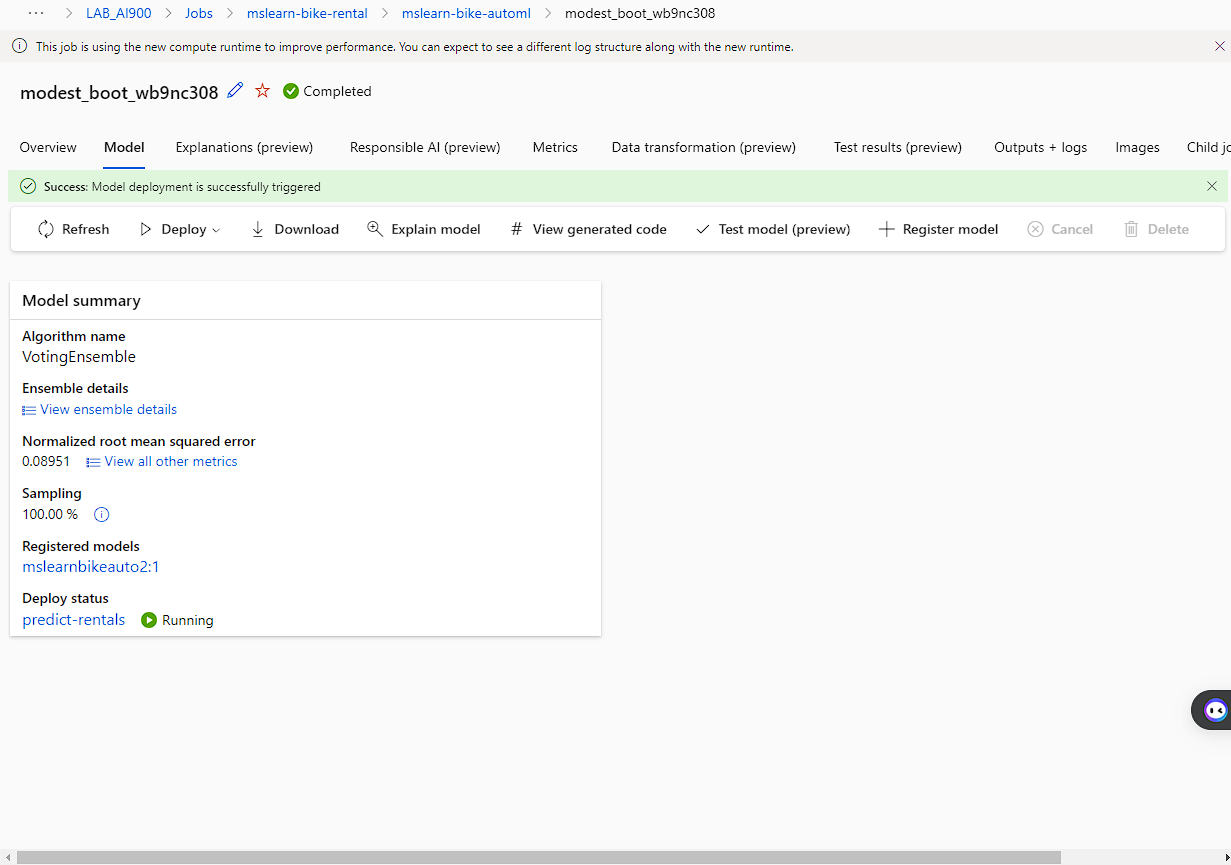 ··· > LAB_AI900 > Jobs > mslearn-bike-rental > mslearn-bike-automl > modest_boot_wb9nc308
This job is using the new compute runtime to improve performance. You can expect to see a different log structure along with the new runtime.
modest_boot_wb9nc308 Completed
Overview Model Explanations (preview) Responsible AI (preview) Metrics Data transformation (preview) Test results (preview) Outputs + logs Images Child jo
Success: Model deployment is successfully triggered
Refresh Deploy Download Explain model # View generated code Test model (preview) Register model Cancel Delete
Model summary
Algorithm name
VotingEnsemble
Ensemble details
View ensemble details
Normalized root mean squared error
0.08951 View all other metrics
Sampling
100.00 %
Registered models
mslearnbikeauto2:1
Deploy status
predict-rentals Running